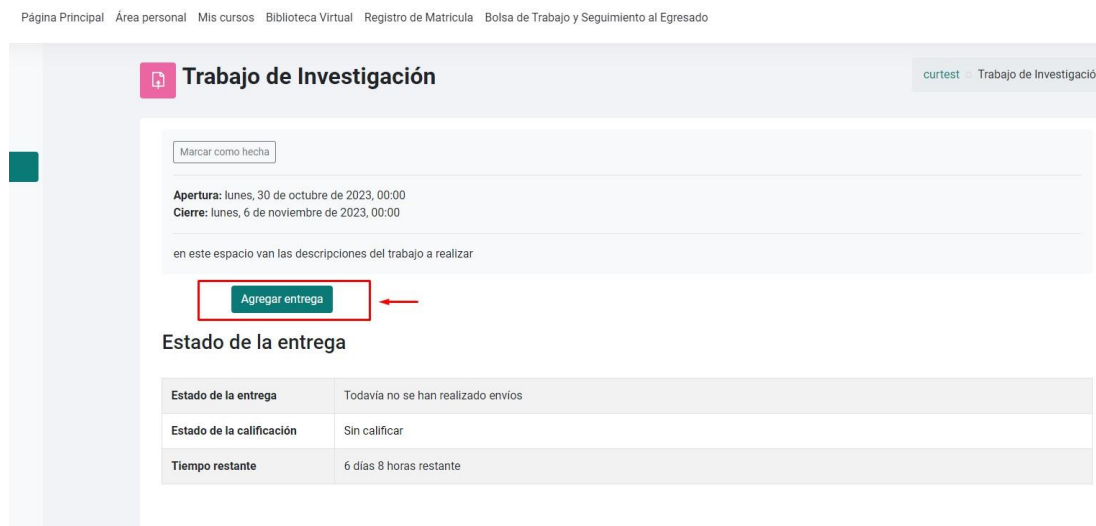 Página Principal Área personal Mis cursos Biblioteca Virtual Registro de Matricula Bolsa de Trabajo y Seguimiento al Egresado
Trabajo de Investigación
curtest Trabajo de Investigació
Marcar como hecha
Apertura: lunes, 30 de octubre de 2023, 00:00
Cierre: lunes, 6 de noviembre de 2023, 00:00
en este espacio van las descripciones del trabajo a realizar
Agregar entrega
Estado de la entrega
Estado de la entrega Todavía no se han realizado envíos
Estado de la calificación Sin calificar
Tiempo restante 6 días 8 horas restante